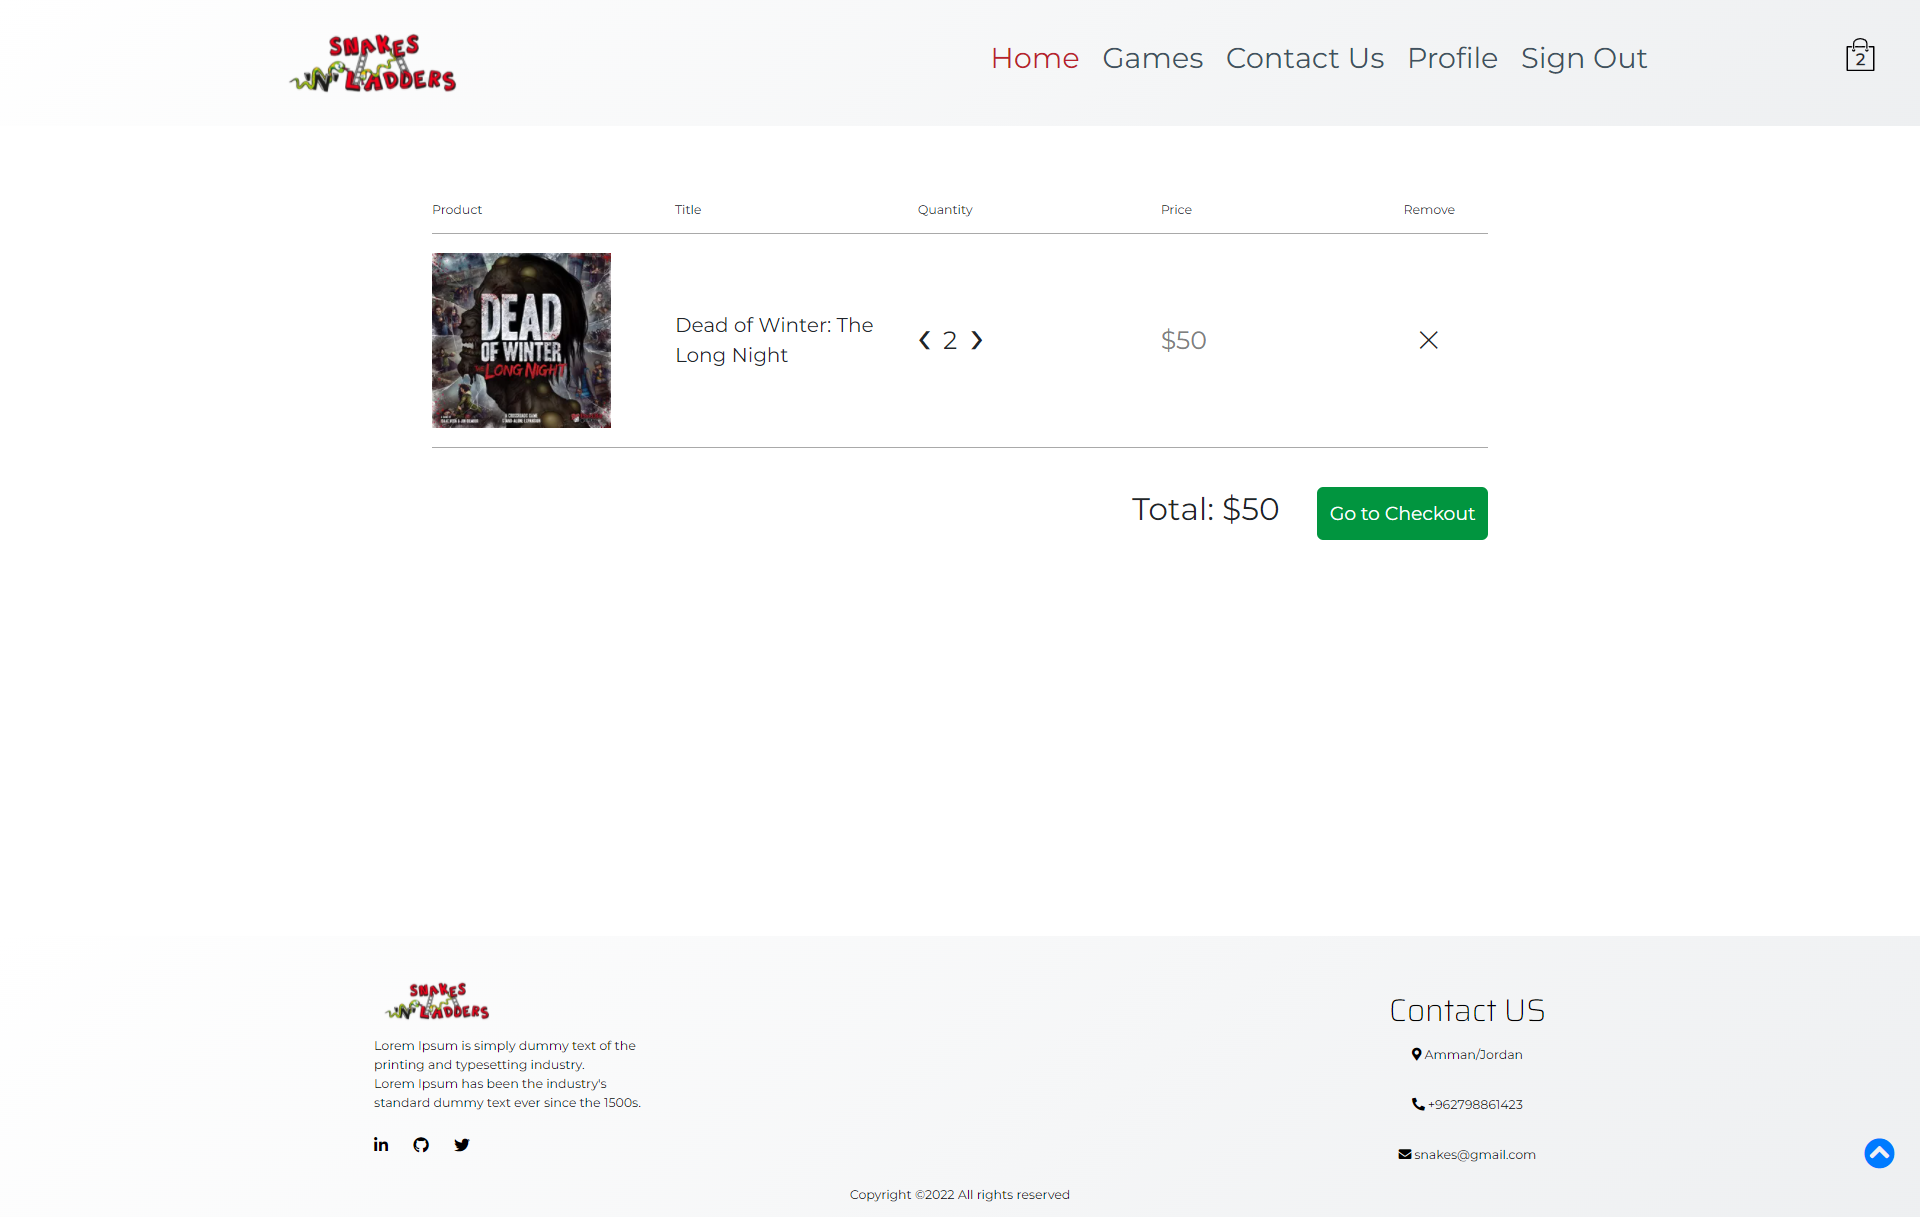 SNAKES
'N' LADDERS
Home Games Contact Us Profile Sign Out
2
Product Title Quantity Price Remove
DEAD
OF WINTER
THE LONG NIGHT
Dead of Winter: The
Long Night
❮ 2 ❯
$50
Total: $50
Go to Checkout
SNAKES
'N' LADDERS
Lorem Ipsum is simply dummy text of the
printing and typesetting industry.
Lorem Ipsum has been the industry's
standard dummy text ever since the 1500s.
Contact US
Amman/Jordan
+962798861423
snakes@gmail.com
Copyright ©2022 All rights reserved